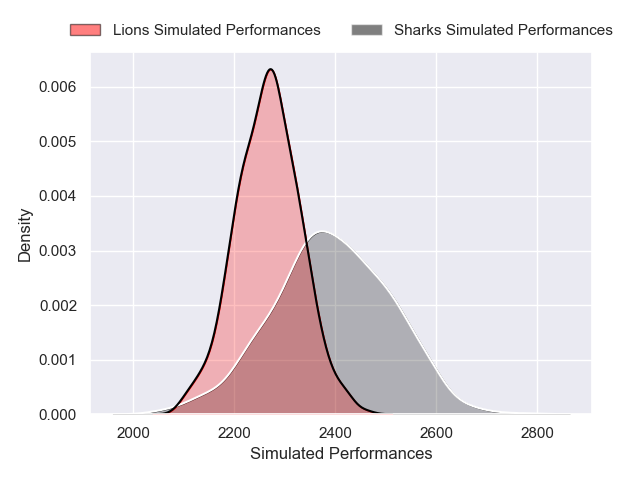 Lions Simulated Performances Sharks Simulated Performances
0.006
0.005
0.004
0.003
0.002
0.001
0.000
Density
2000 2200 2400 2600 2800
Simulated Performances